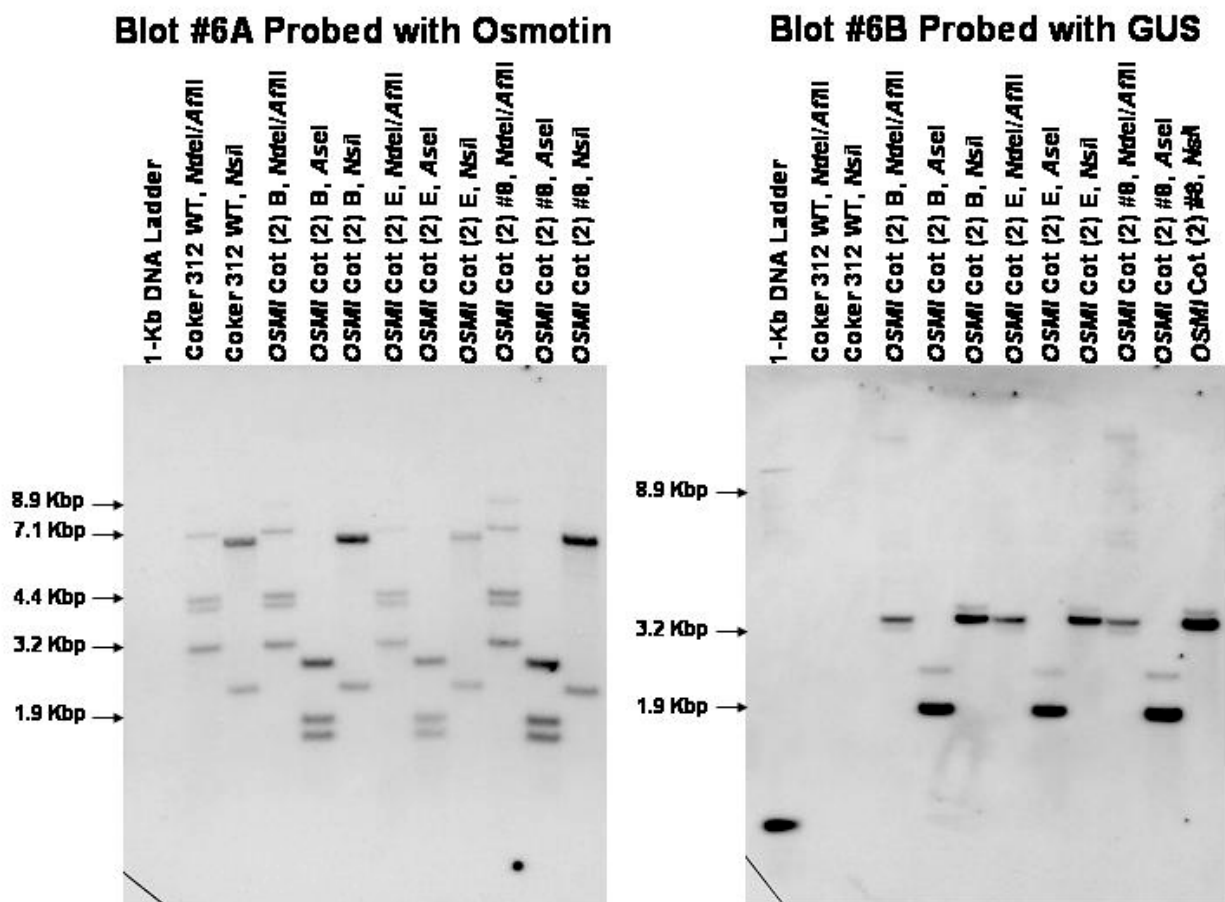 Blot #6A Probed with Osmotin
1-Kb DNA Ladder
Coker 312 WT, NdeI/AflII
Coker 312 WT, NsiI
OSMI Cot (2) B, NdeI/AflII
OSMI Cot (2) B, AseI
OSMI Cot (2) B, NsiI
OSMI Cot (2) E, NdeI/AflII
OSMI Cot (2) E, AseI
OSMI Cot (2) E, NsiI
OSMI Cot (2) #8, NdeI/AflII
OSMI Cot (2) #8, AseI
OSMI Cot (2) #8, NsiI
8.9 Kbp
7.1 Kbp
4.4 Kbp
3.2 Kbp
1.9 Kbp
Blot #6B Probed with GUS
1-Kb DNA Ladder
Coker 312 WT, NdeI/AflII
Coker 312 WT, NsiI
OSMI Cot (2) B, NdeI/AflII
OSMI Cot (2) B, AseI
OSMI Cot (2) B, NsiI
OSMI Cot (2) E, NdeI/AflII
OSMI Cot (2) E, AseI
OSMI Cot (2) E, NsiI
OSMI Cot (2) #8, NdeI/AflII
OSMI Cot (2) #8, AseI
OSMI Cot (2) #8, NsiI
8.9 Kbp
3.2 Kbp
1.9 Kbp